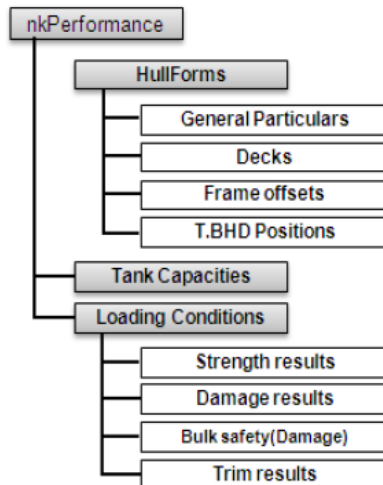 nkPerformance
HullForms
General Particulars
Decks
Frame offsets
T.BHD Positions
Tank Capacities
Loading Conditions
Strength results
Damage results
Bulk safety(Damage)
Trim results